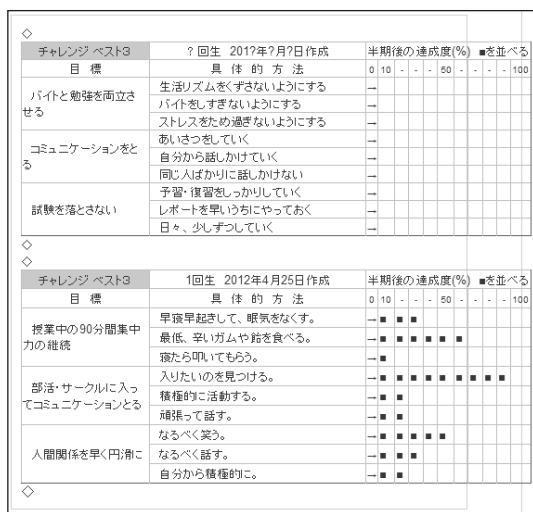 ◇
チャレンジ ベスト3 ？回生 201?年?月?日作成 半期後の達成度(%) ■を並べる
目 標 具 体 的 方 法 0 10 - - - 50 - - - - 100
バイトと勉強を両立さ
せる
生活リズムをくずさないようにする →
バイトをしすぎないようにする →
ストレスをため過ぎないようにする →
コミュニケーションをと
る
あいさつをしていく →
自分から話しかけていく →
同じ人ばかりに話しかけない →
試験を落とさない
予習・復習をしっかりしていく →
レポートを早いうちにやっておく →
日々、少しずつしていく →
◇
◇
チャレンジ ベスト3 1回生 2012年4月25日作成 半期後の達成度(%) ■を並べる
目 標 具 体 的 方 法 0 10 - - - 50 - - - - 100
授業中の90分間集中
力の継続
早寝早起きして、眠気をなくす。 →■ ■ ■
最低、辛いガムや飴を食べる。 →■ ■ ■ ■ ■ ■
寝たら叩いてもらう。 →■
部活・サークルに入っ
てコミュニケーションとる
入りたいのを見つける。 →■ ■ ■ ■ ■ ■ ■ ■ ■
積極的に活動する。 →■ ■
頑張って話す。 →■ ■
人間関係を早く円滑に
なるべく笑う。 →■ ■ ■ ■ ■
なるべく話す。 →■ ■ ■
自分から積極的に。 →■ ■
◇